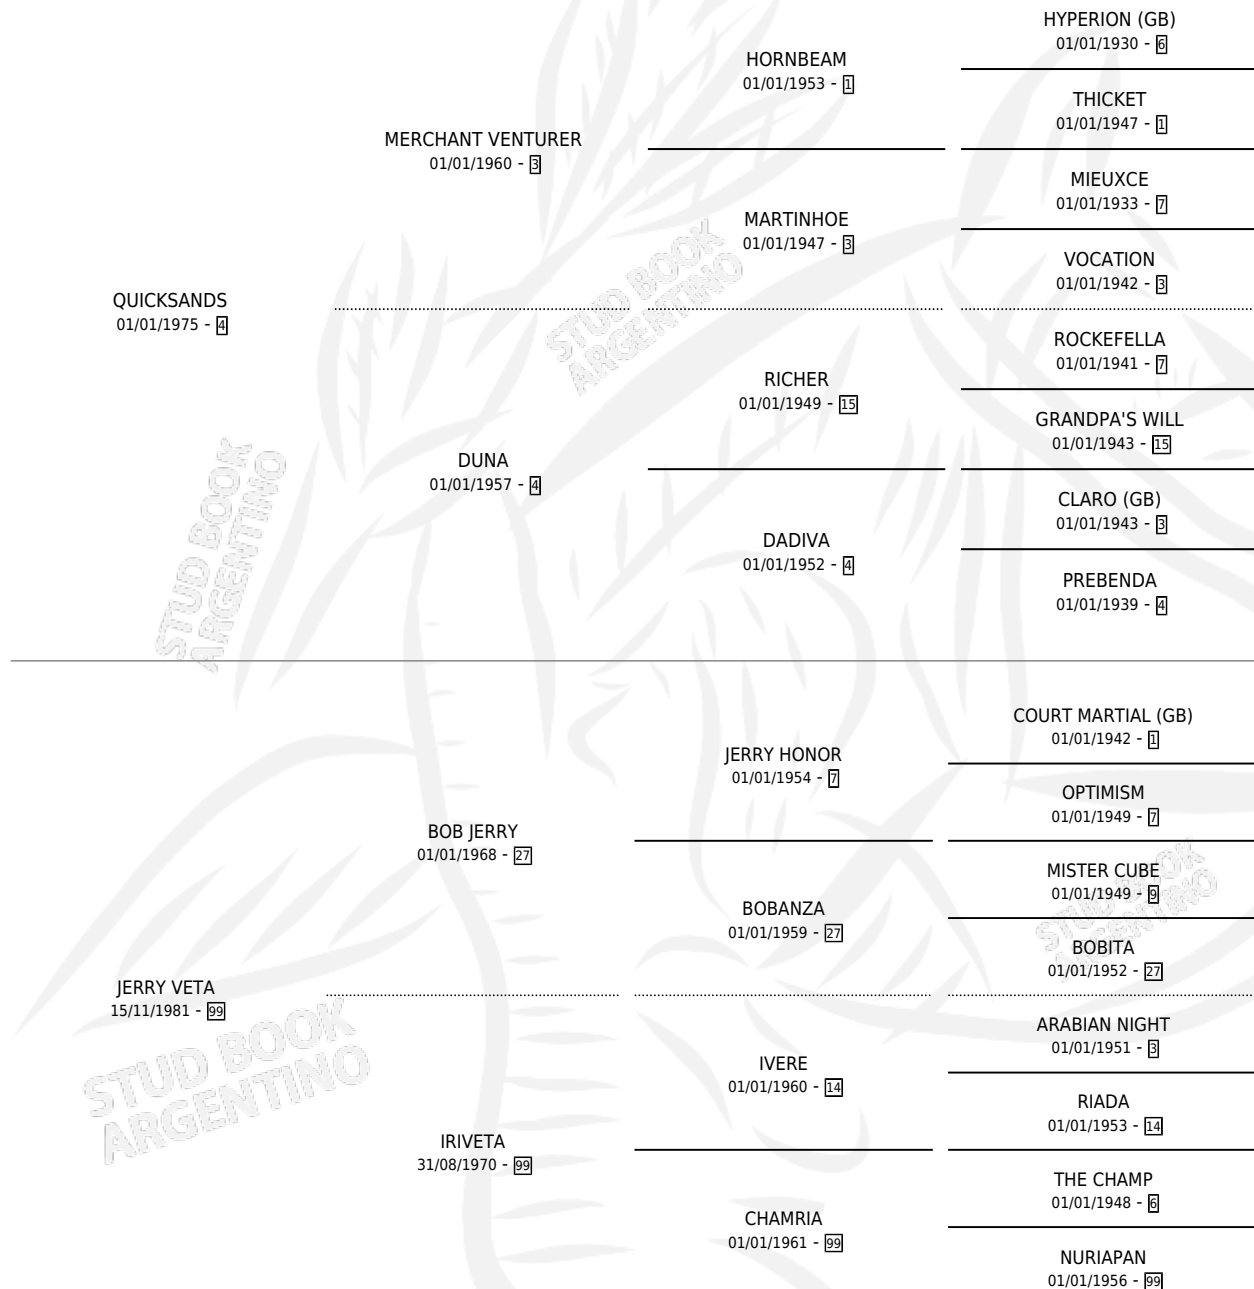 HYPERION (GB)
01/01/1930 - 6
HORNBEAM
01/01/1953 - 1
THICKET
01/01/1947 - 1
MERCHANT VENTURER
01/01/1960 - 3
MIEUXCE
01/01/1933 - 7
MARTINHOE
01/01/1947 - 3
VOCATION
01/01/1942 - 3
QUICKSANDS
01/01/1975 - 4
ROCKEFELLA
01/01/1941 - 7
RICHER
01/01/1949 - 15
GRANDPA'S WILL
01/01/1943 - 15
DUNA
01/01/1957 - 4
CLARO (GB)
01/01/1943 - 3
DADIVA
01/01/1952 - 4
PREBENDA
01/01/1939 - 4
STUD BOOK
ARGENTINO
STUD BOOK
ARGENTINO
COURT MARTIAL (GB)
01/01/1942 - 1
JERRY HONOR
01/01/1954 - 7
OPTIMISM
01/01/1949 - 7
BOB JERRY
01/01/1968 - 27
MISTER CUBE
01/01/1949 - 9
BOBANZA
01/01/1959 - 27
BOBITA
01/01/1952 - 27
JERRY VETA
15/11/1981 - 99
ARABIAN NIGHT
01/01/1951 - 3
IVERE
01/01/1960 - 14
RIADA
01/01/1953 - 14
IRIVETA
31/08/1970 - 99
THE CHAMP
01/01/1948 - 6
CHAMRIA
01/01/1961 - 99
NURIAPAN
01/01/1956 - 99
STUD BOOK
ARGENTINO
STUD BOOK
ARGENTINO